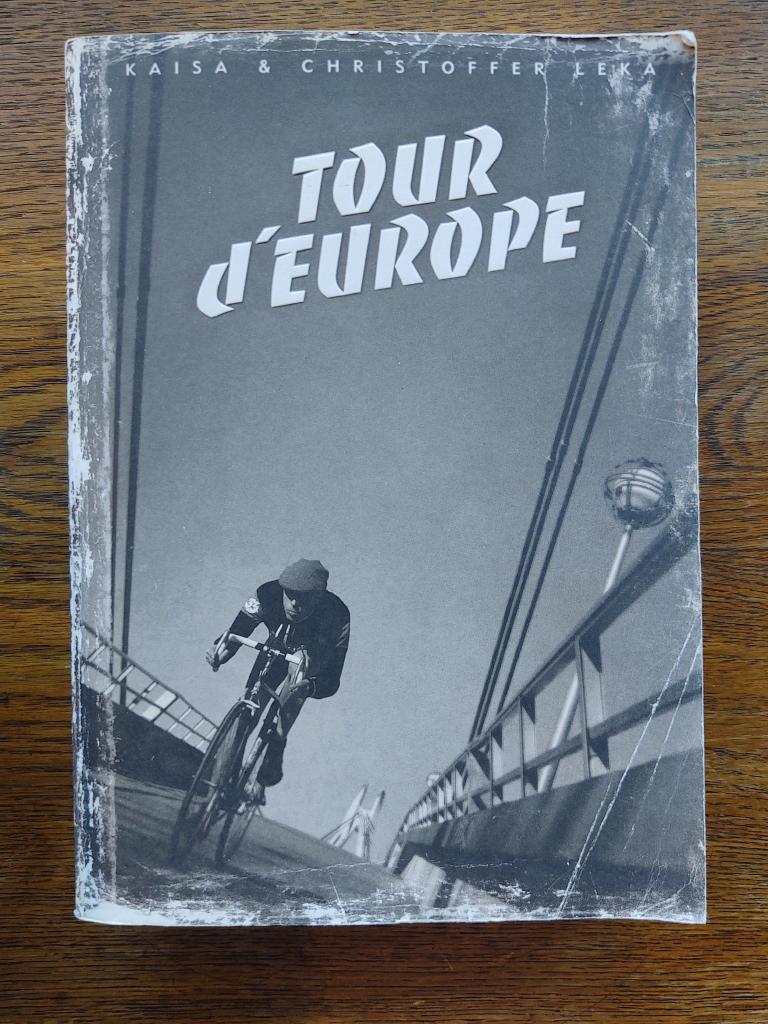 KAISA & CHRISTOFFER LEKA
TOUR
d'EUROPE